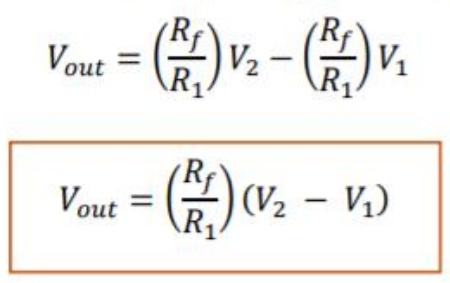 V_out = (R_f / R_1) V_2 − (R_f / R_1) V_1
V_out = (R_f / R_1) (V_2 − V_1)